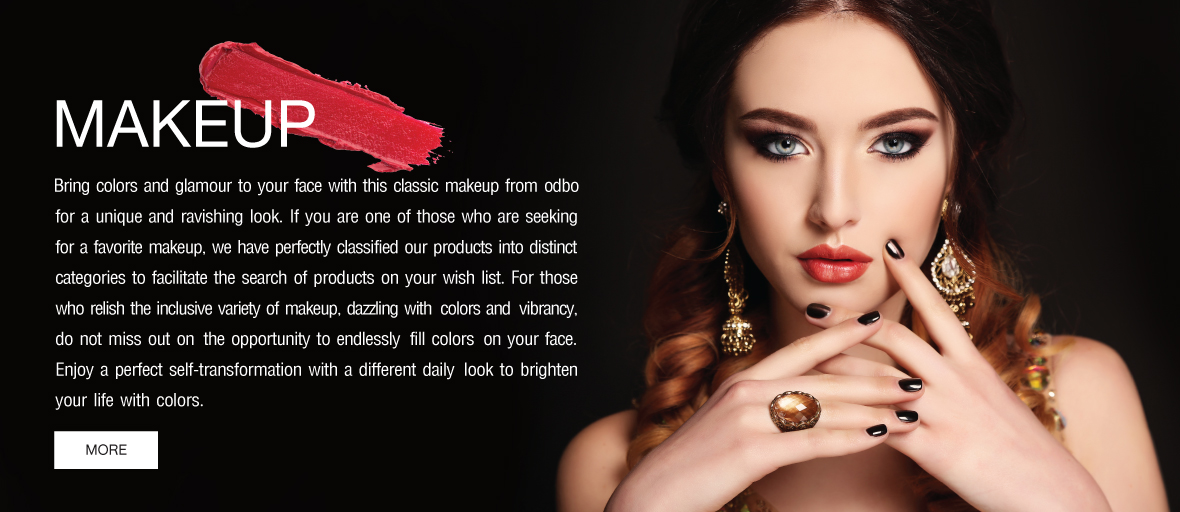 MAKEUP
Bring colors and glamour to your face with this classic makeup from odbo
for a unique and ravishing look. If you are one of those who are seeking
for a favorite makeup, we have perfectly classified our products into distinct
categories to facilitate the search of products on your wish list. For those
who relish the inclusive variety of makeup, dazzling with colors and vibrancy,
do not miss out on the opportunity to endlessly fill colors on your face.
Enjoy a perfect self-transformation with a different daily look to brighten
your life with colors.
MORE